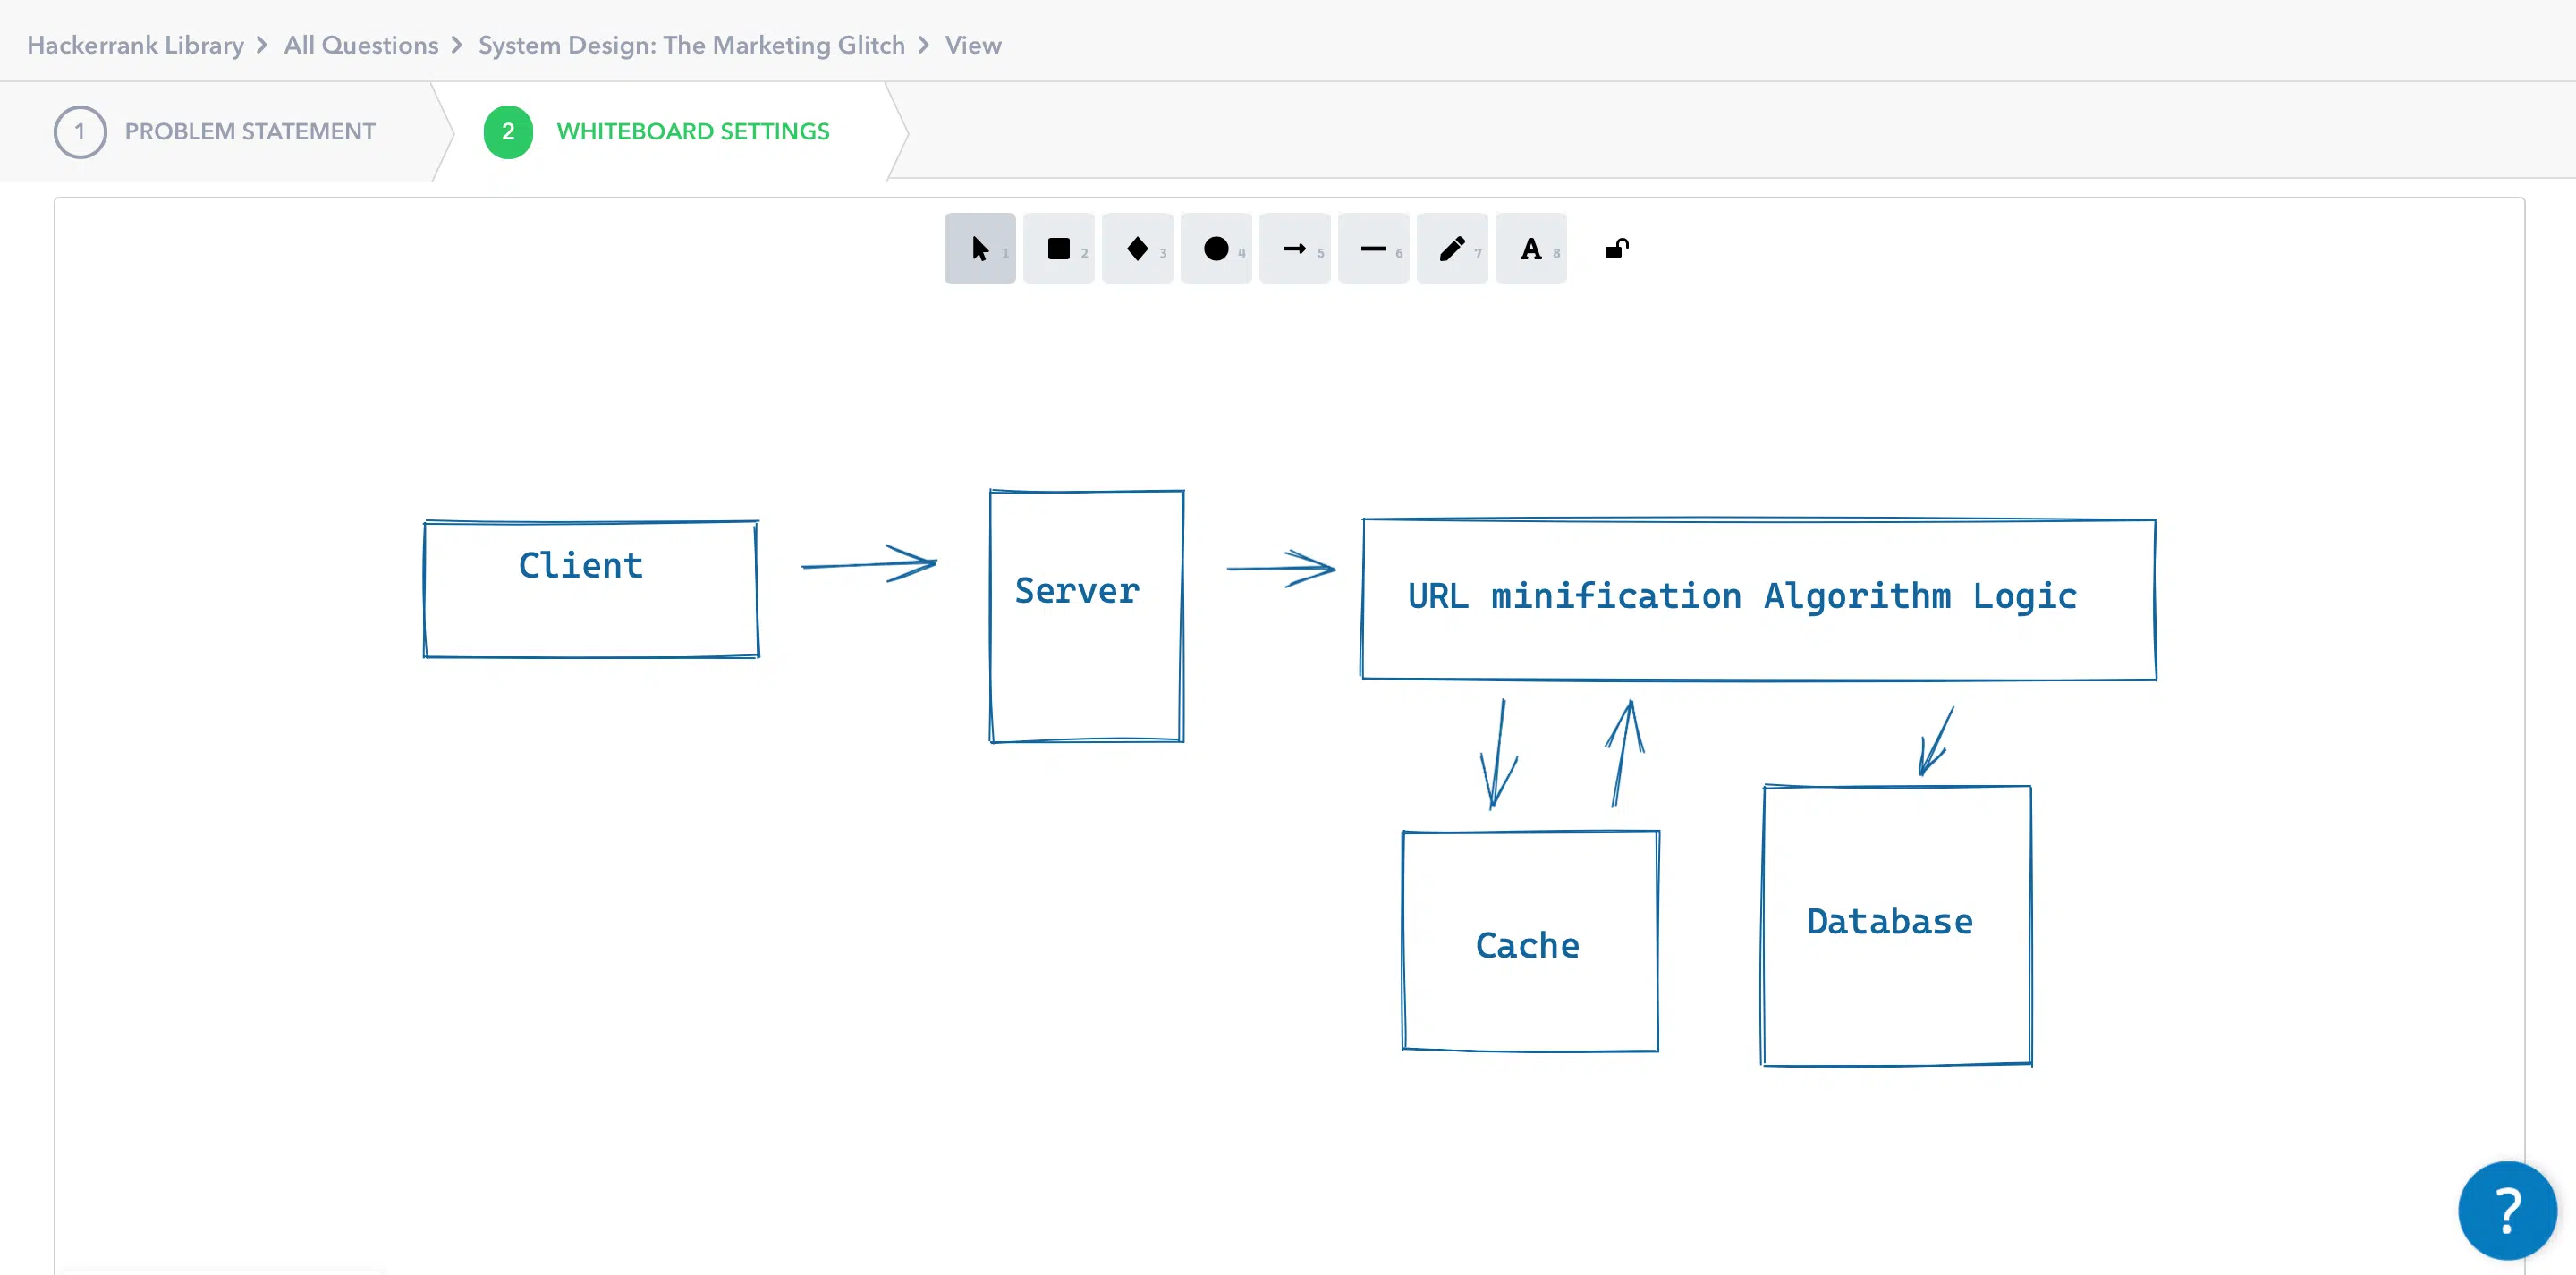 Hackerrank Library > All Questions > System Design: The Marketing Glitch > View
1 PROBLEM STATEMENT 2 WHITEBOARD SETTINGS
1 2 3 4 5 6 7 A 8
Client
Server
URL minification Algorithm Logic
Cache
Database
?